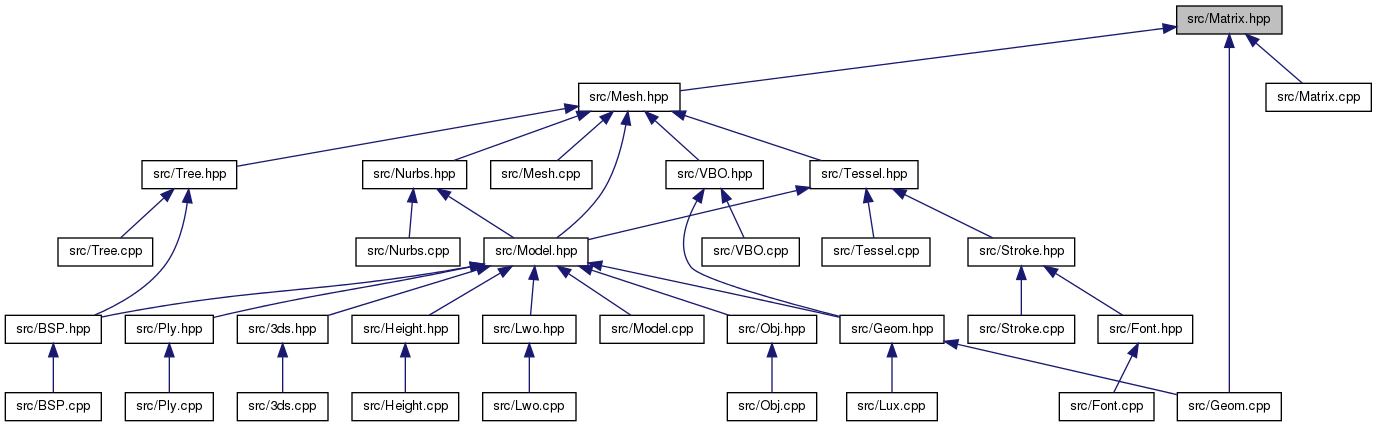 src/Matrix.hpp
src/Mesh.hpp
src/Matrix.cpp
src/Tree.hpp
src/Nurbs.hpp
src/Mesh.cpp
src/VBO.hpp
src/Tessel.hpp
src/Tree.cpp
src/Nurbs.cpp
src/Model.hpp
src/VBO.cpp
src/Tessel.cpp
src/Stroke.hpp
src/BSP.hpp
src/Ply.hpp
src/3ds.hpp
src/Height.hpp
src/Lwo.hpp
src/Model.cpp
src/Obj.hpp
src/Geom.hpp
src/Stroke.cpp
src/Font.hpp
src/BSP.cpp
src/Ply.cpp
src/3ds.cpp
src/Height.cpp
src/Lwo.cpp
src/Obj.cpp
src/Lux.cpp
src/Font.cpp
src/Geom.cpp